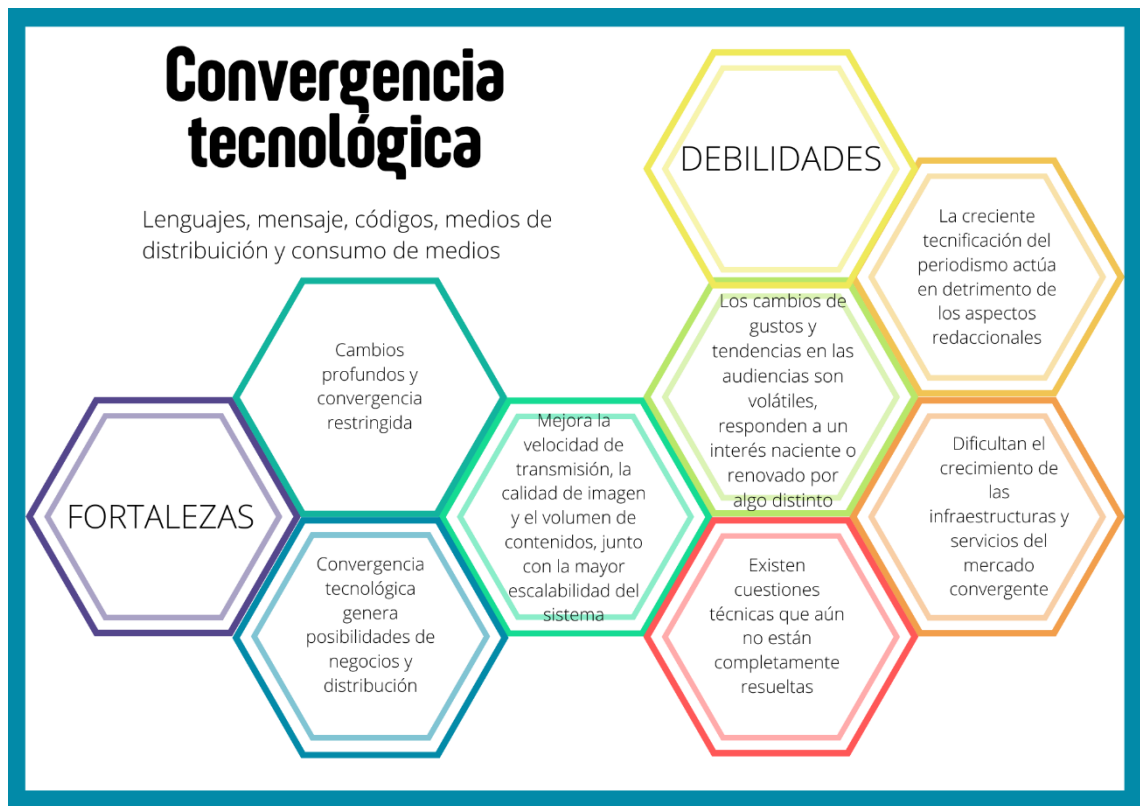 Convergencia
tecnológica
Lenguajes, mensaje, códigos, medios de
distribuición y consumo de medios
FORTALEZAS
Cambios
profundos y
convergencia
restringida
Convergencia
tecnológica
genera
posibilidades de
negocios y
distribución
Mejora la
velocidad de
transmisión, la
calidad de imagen
y el volumen de
contenidos, junto
con la mayor
escalabilidad del
sistema
DEBILIDADES
La creciente
tecnificación del
periodismo actúa
en detrimento de
los aspectos
redaccionales
Los cambios de
gustos y
tendencias en las
audiencias son
volátiles,
responden a un
interés naciente o
renovado por
algo distinto
Dificultan el
crecimiento de
las
infraestructuras y
servicios del
mercado
convergente
Existen
cuestiones
técnicas que aún
no están
completamente
resueltas